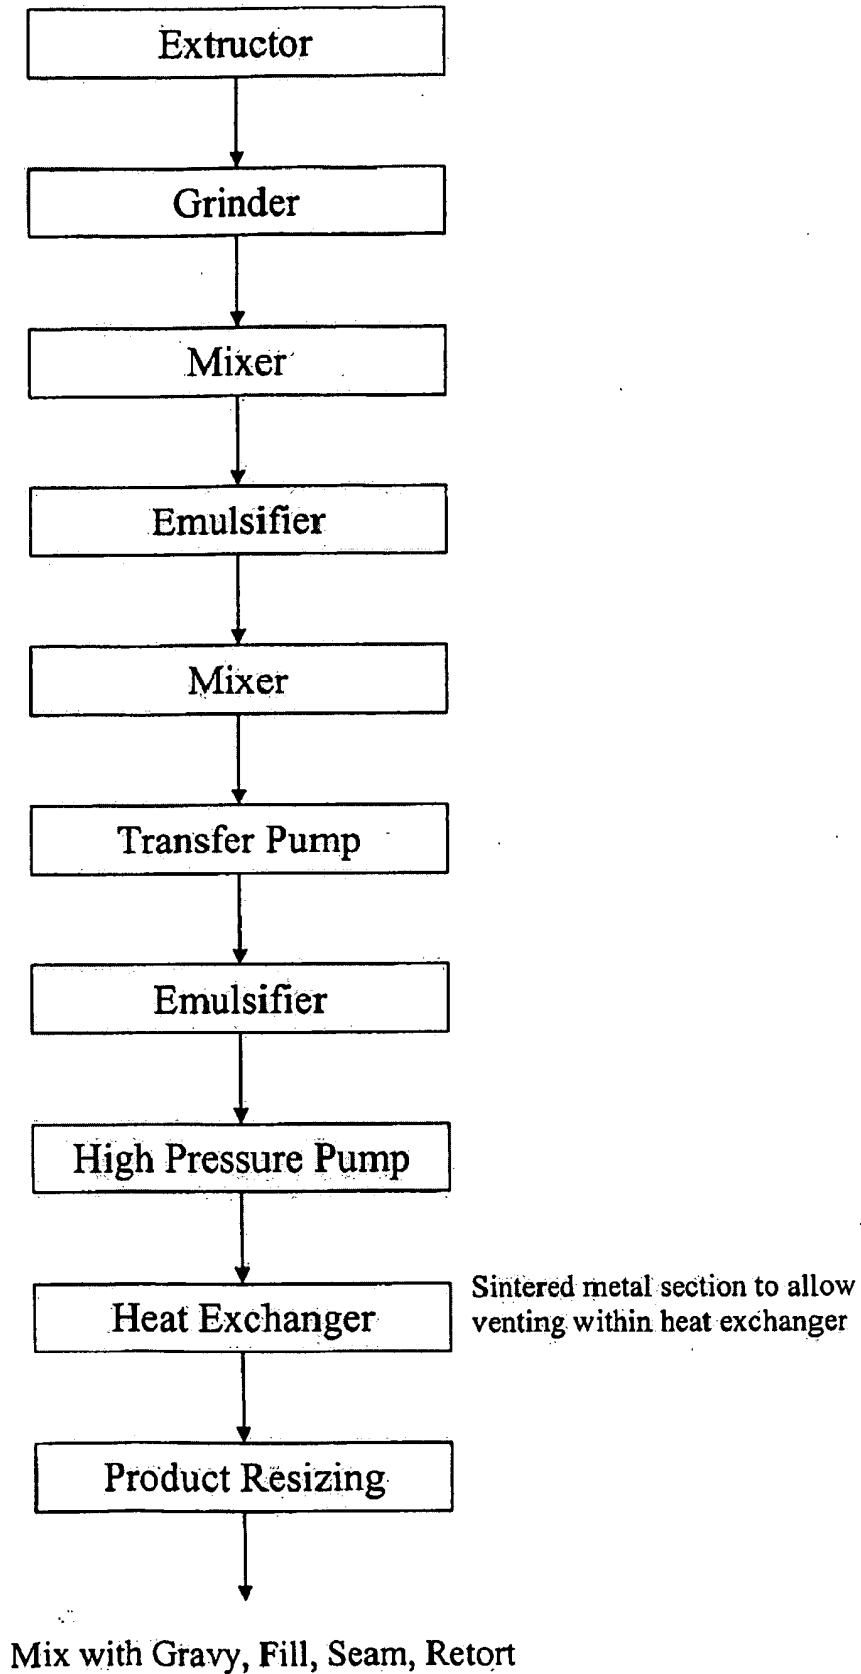 Extructor
Grinder
Mixer
Emulsifier
Mixer
Transfer Pump
Emulsifier
High Pressure Pump
Heat Exchanger
Sintered metal section to allow
venting within heat exchanger
Product Resizing
Mix with Gravy, Fill, Seam, Retort